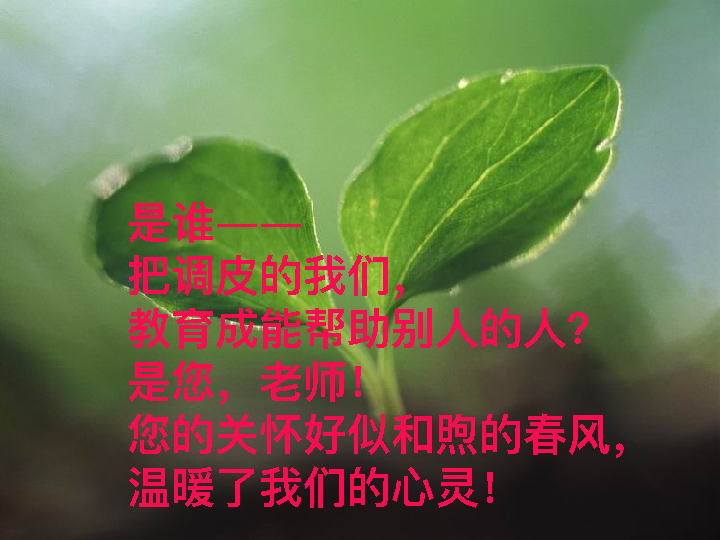 是谁——
把调皮的我们，
教育成能帮助别人的人？
是您，老师！
您的关怀好似和煦的春风，
温暖了我们的心灵！